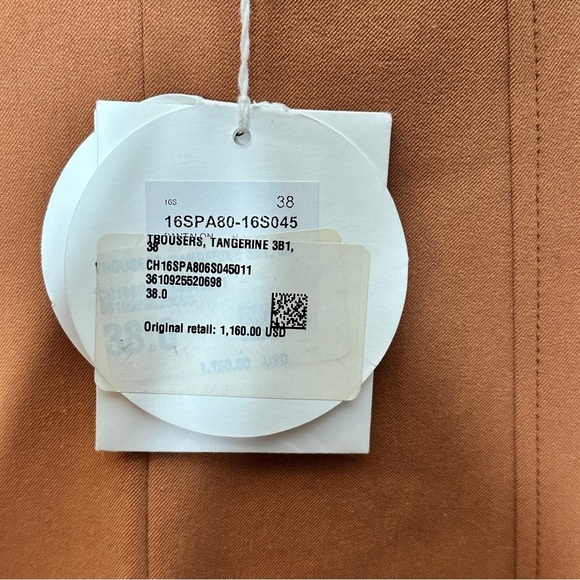 16S 38
16SPA80-16S045
TROUSERS, TANGERINE 3B1,
38
CH16SPA806S045011
3610925520698
38.0
Original retail: 1,160.00 USD